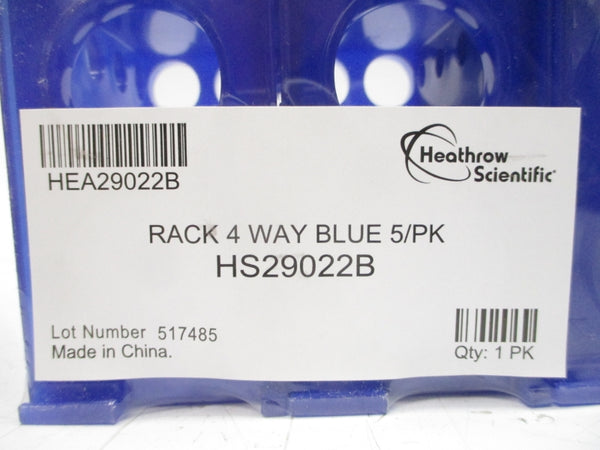 HEA29022B
Heathrow
Scientific®
RACK 4 WAY BLUE 5/PK
HS29022B
Lot Number 517485
Made in China.
Qty: 1 PK